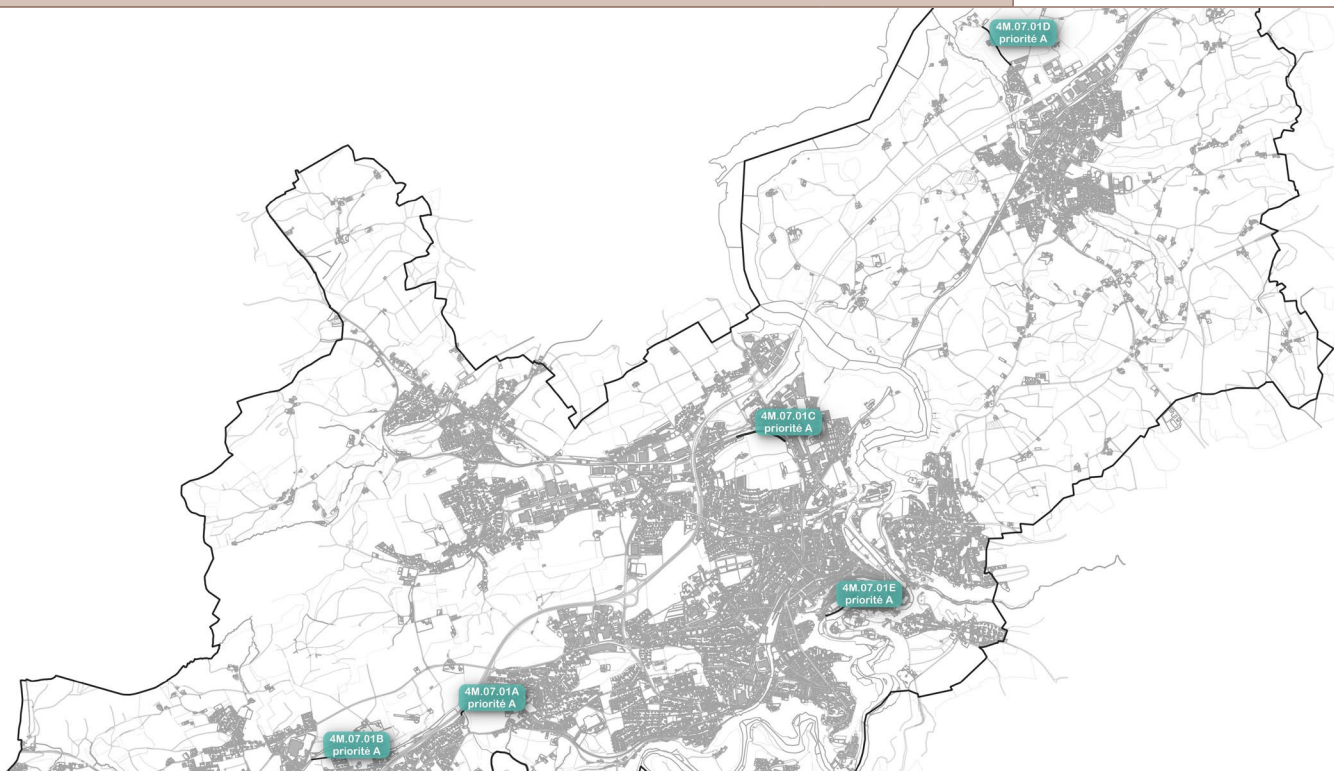 4M.07.01D
priorité A
4M.07.01C
priorité A
4M.07.01E
priorité A
4M.07.01A
priorité A
4M.07.01B
priorité A